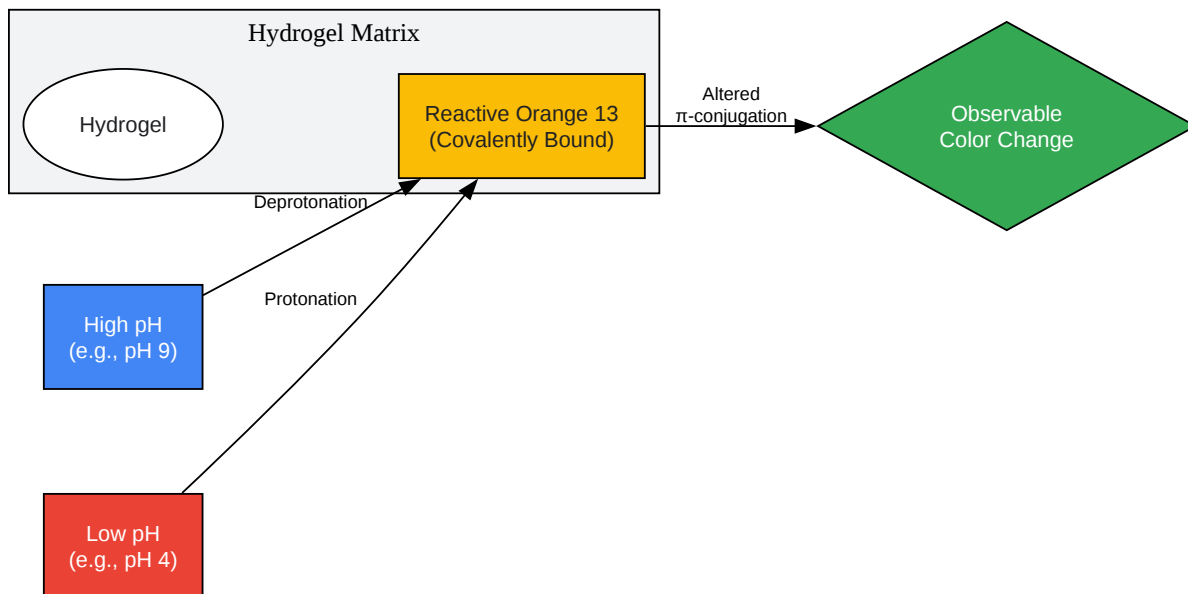 Hydrogel Matrix
Hydrogel
Reactive Orange 13
(Covalently Bound)
Altered
π-conjugation
Observable
Color Change
Deprotonation
Protonation
High pH
(e.g., pH 9)
Low pH
(e.g., pH 4)